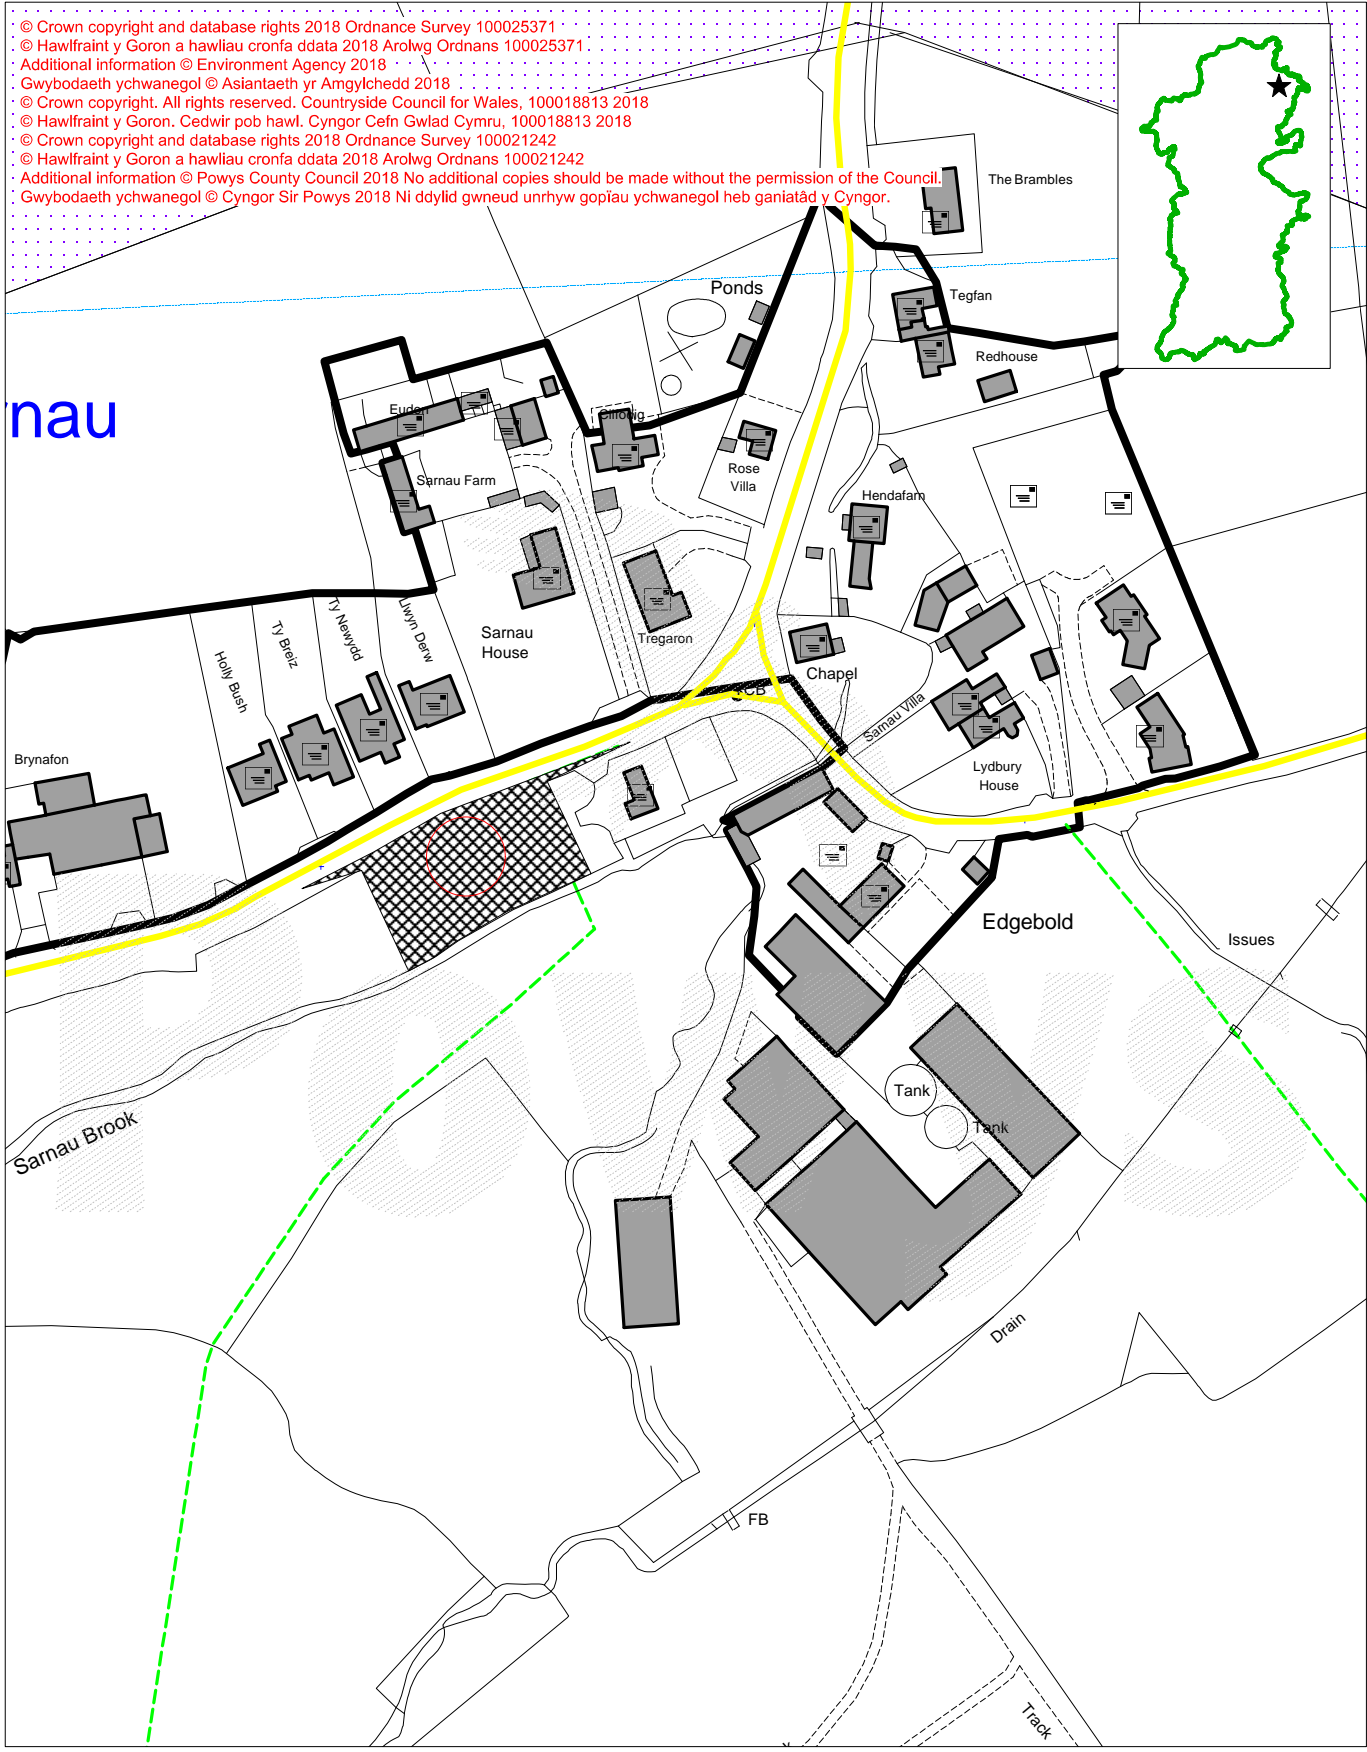 © Crown copyright and database rights 2018 Ordnance Survey 100025371
© Hawlfraint y Goron a hawliau cronfa ddata 2018 Arolwg Ordnans 100025371
Additional information © Environment Agency 2018
Gwybodaeth ychwanegol © Asiantaeth yr Amgylchedd 2018
© Crown copyright. All rights reserved. Countryside Council for Wales, 100018813 2018
© Hawlfraint y Goron. Cedwir pob hawl. Cyngor Cefn Gwlad Cymru, 100018813 2018
© Crown copyright and database rights 2018 Ordnance Survey 100021242
© Hawlfraint y Goron a hawliau cronfa ddata 2018 Arolwg Ordnans 100021242
Additional information © Powys County Council 2018 No additional copies should be made without the permission of the Council.
Gwybodaeth ychwanegol © Cyngor Sir Powys 2018 Ni ddylid gwneud unrhyw gopïau ychwanegol heb ganiatâd y Cyngor.
The Brambles
Ponds
Tegfan
Redhouse
rnau
Sarnau Farm
Rose
Villa
Hendafarn
Sarnau
House
Tregaron
Chapel
TCB
Sarnau Villa
Lydbury
House
Llwyn Derw
Ty Newydd
Ty Breiz
Holly Bush
Brynafon
Edgebold
Issues
Tank
Tank
Sarnau Brook
Powys
Drain
FB
Track